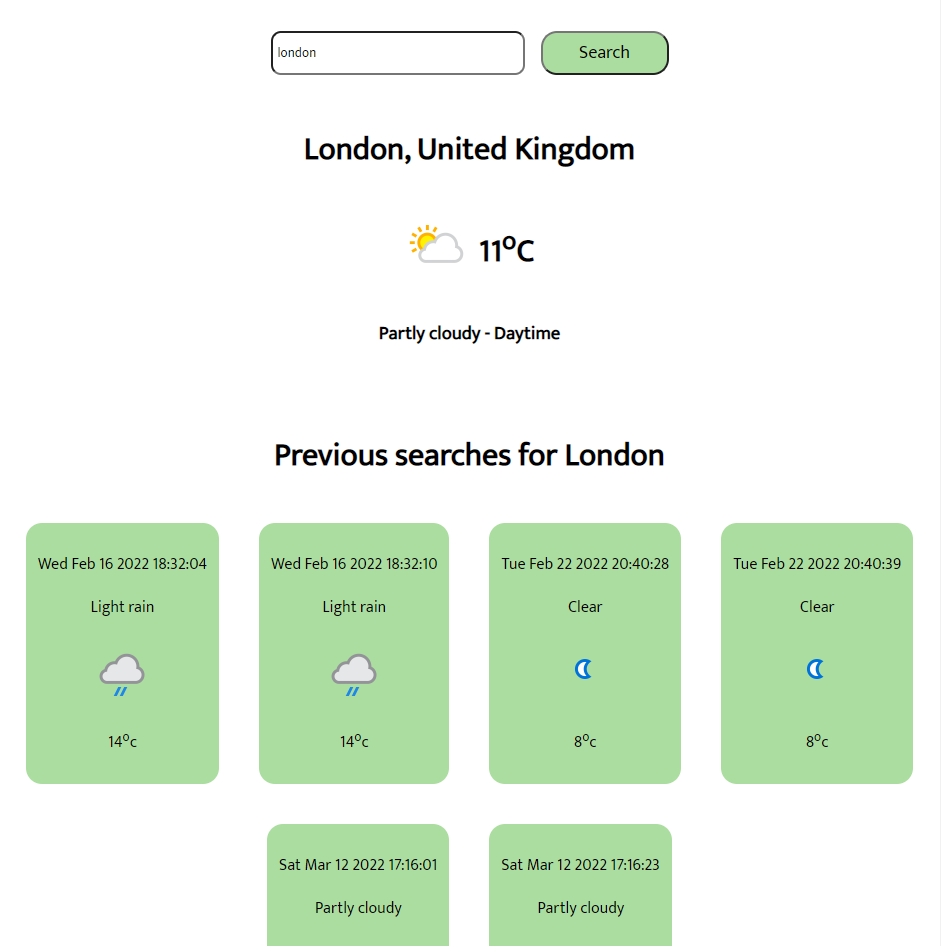 london
Search
London, United Kingdom
11°C
Partly cloudy - Daytime
Previous searches for London
Wed Feb 16 2022 18:32:04
Light rain
14°c
Wed Feb 16 2022 18:32:10
Light rain
14°c
Tue Feb 22 2022 20:40:28
Clear
8°c
Tue Feb 22 2022 20:40:39
Clear
8°c
Sat Mar 12 2022 17:16:01
Partly cloudy
Sat Mar 12 2022 17:16:23
Partly cloudy